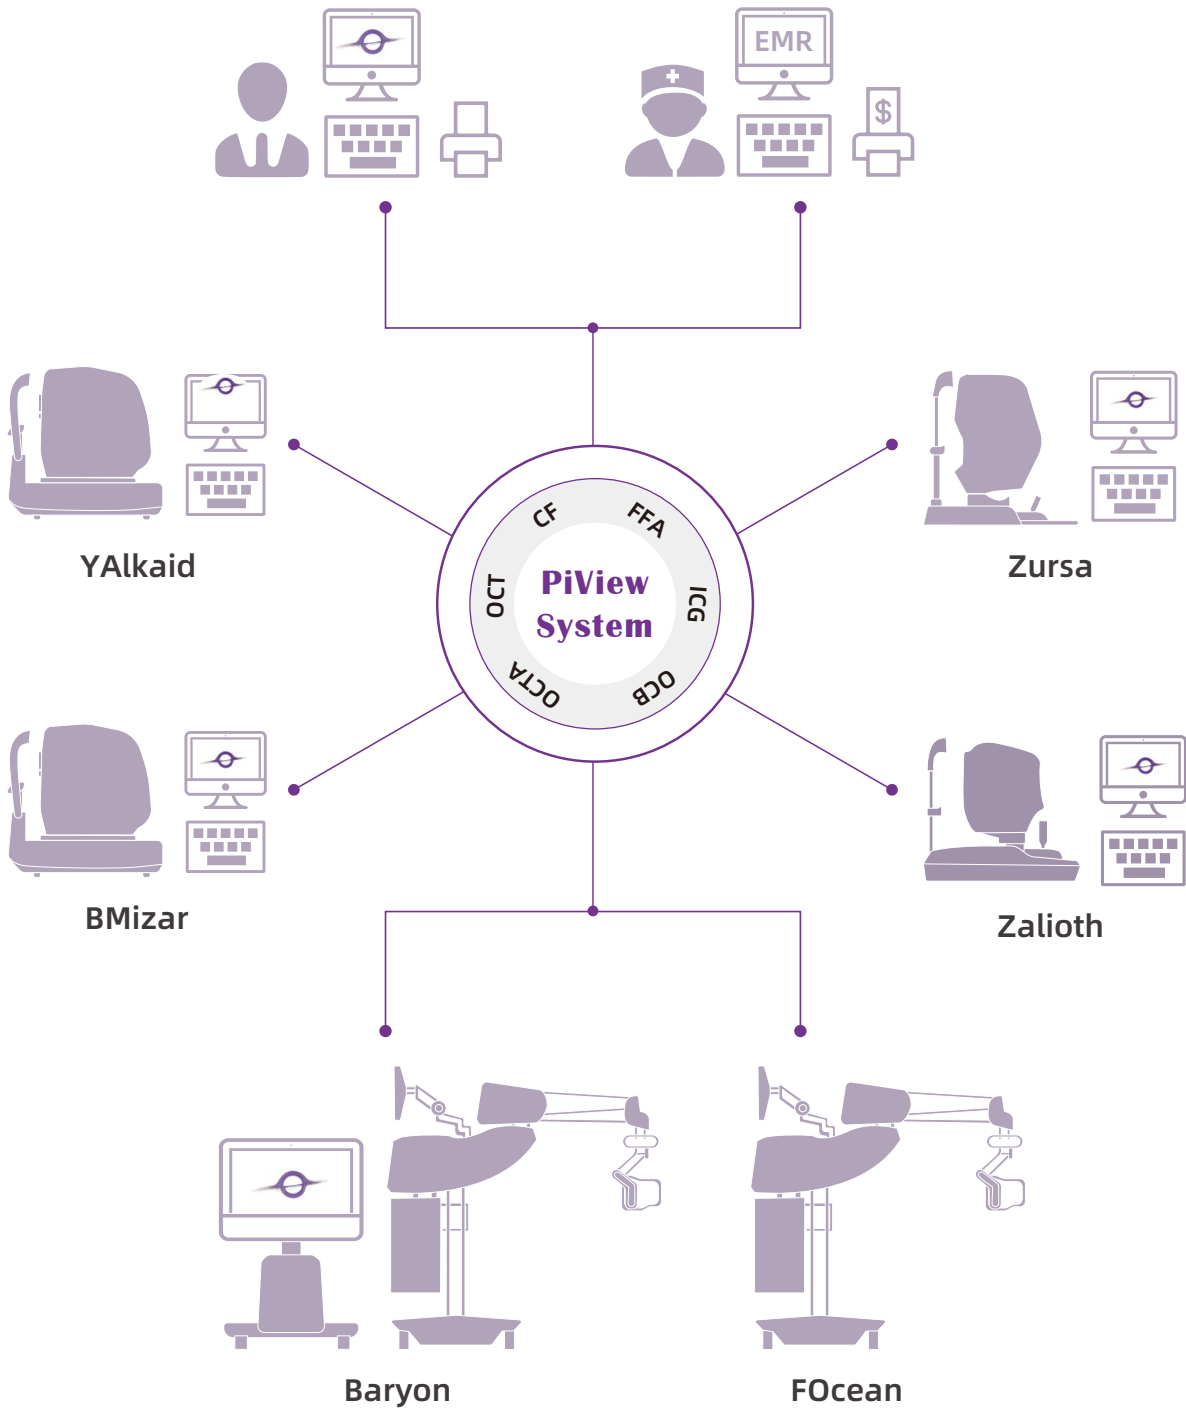 EMR
$
YAlkaid
Zursa
CF
FFA
OCT
ICG
OCTA
OCB
PiView
System
BMizar
Zalioth
Baryon
FOcean